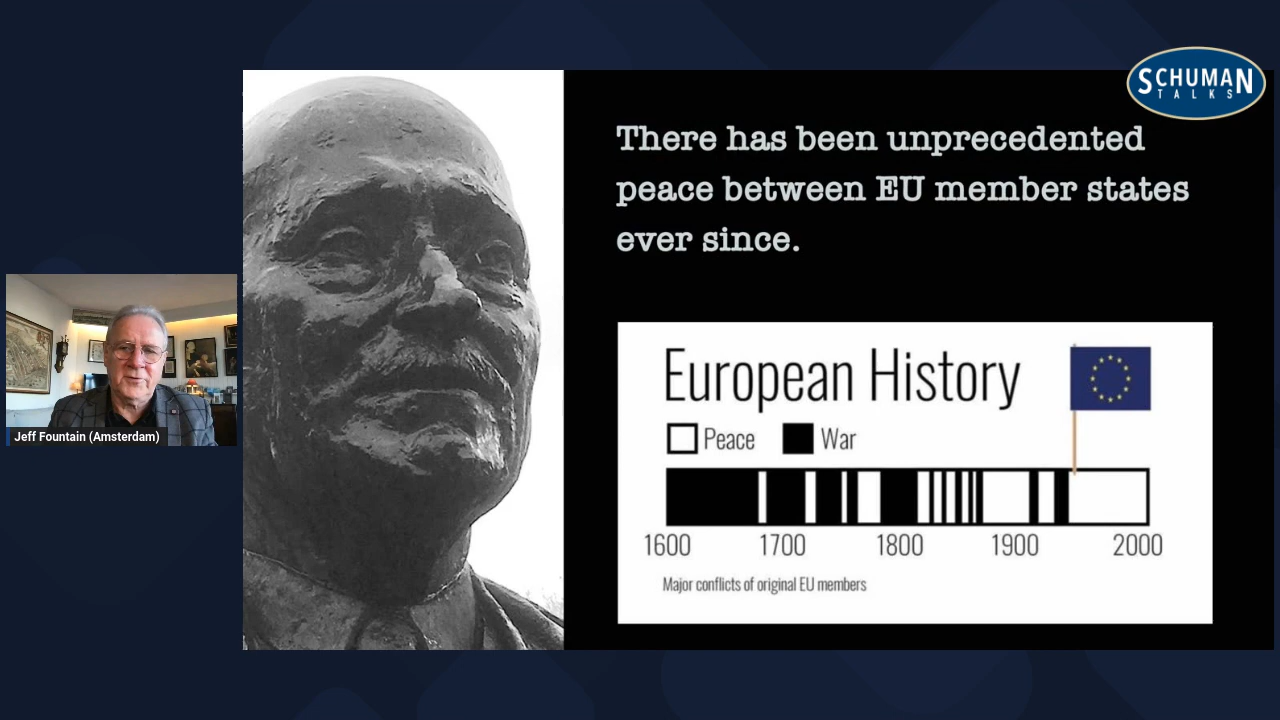 SCHUMAN
TALKS
There has been unprecedented
peace between EU member states
ever since.
European History
Peace War
1600 1700 1800 1900 2000
Major conflicts of original EU members
Jeff Fountain (Amsterdam)